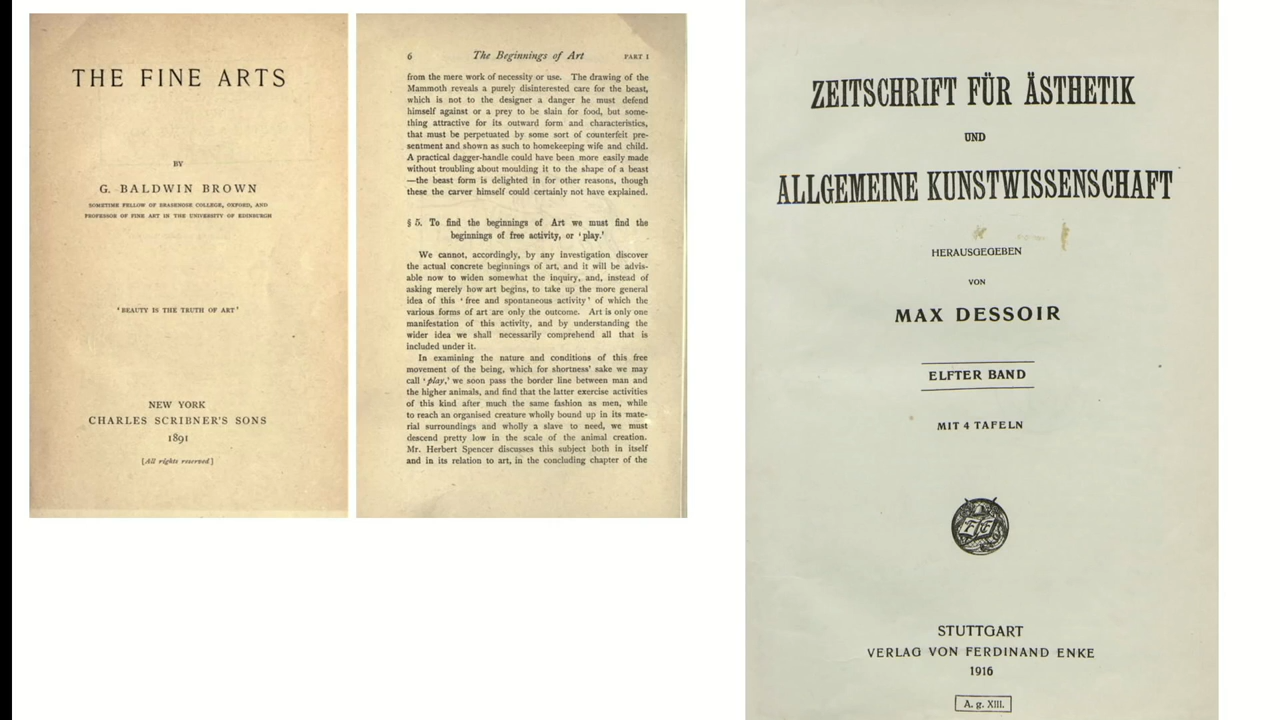 THE FINE ARTS
BY
G. BALDWIN BROWN
SOMETIME FELLOW OF BRASENOSE COLLEGE, OXFORD, AND
PROFESSOR OF FINE ART IN THE UNIVERSITY OF EDINBURGH
'BEAUTY IS THE TRUTH OF ART'
NEW YORK
CHARLES SCRIBNER'S SONS
1891
[All rights reserved]
6 The Beginnings of Art PART I
from the mere work of necessity or use. The drawing of the
Mammoth reveals a purely disinterested care for the beast,
which is not to the designer a danger he must defend
himself against or a prey to be slain for food, but some-
thing attractive for its outward form and characteristics,
that must be perpetuated by some sort of counterfeit pre-
sentment and shown as such to homekeeping wife and child.
A practical dagger-handle could have been more easily made
without troubling about moulding it to the shape of a beast
—the beast form is delighted in for other reasons, though
these the carver himself could certainly not have explained.
§ 5. To find the beginnings of Art we must find the
beginnings of free activity, or 'play.'
We cannot, accordingly, by any investigation discover
the actual concrete beginnings of art, and it will be advis-
able now to widen somewhat the inquiry, and, instead of
asking merely how art begins, to take up the more general
idea of this 'free and spontaneous activity' of which the
various forms of art are only the outcome. Art is only one
manifestation of this activity, and by understanding the
wider idea we shall necessarily comprehend all that is
included under it.
In examining the nature and conditions of this free
movement of the being, which for shortness' sake we may
call 'play,' we soon pass the border line between man and
the higher animals, and find that the latter exercise activities
of this kind after much the same fashion as men, while
to reach an organised creature wholly bound up in its mate-
rial surroundings and wholly a slave to need, we must
descend pretty low in the scale of the animal creation.
Mr. Herbert Spencer discusses this subject both in itself
and in its relation to art, in the concluding chapter of the
ZEITSCHRIFT FÜR ÄSTHETIK
UND
ALLGEMEINE KUNSTWISSENSCHAFT
HERAUSGEGEBEN
VON
MAX DESSOIR
ELFTER BAND
MIT 4 TAFELN
FE
STUTTGART
VERLAG VON FERDINAND ENKE
1916
A. g. XIII.